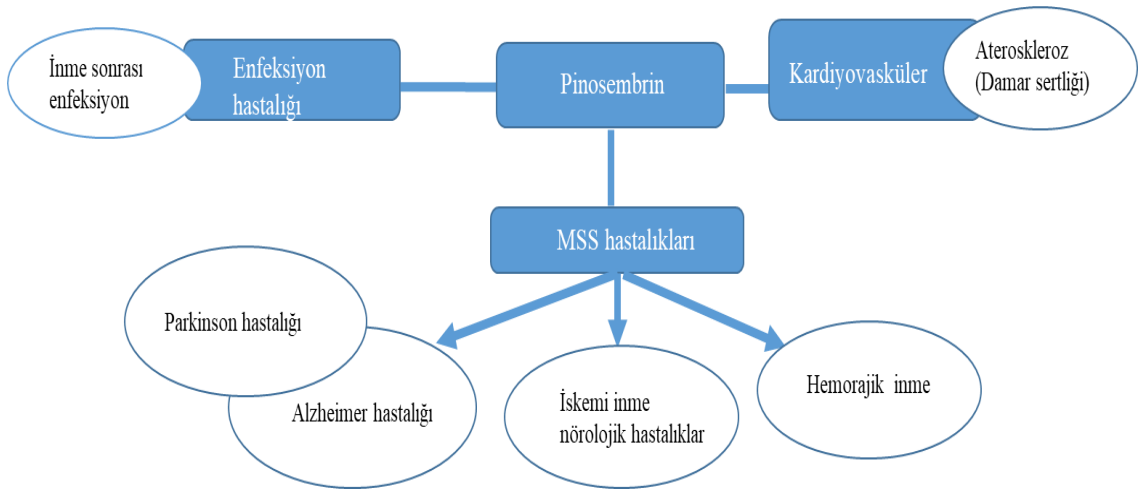 İnme sonrası
enfeksiyon
Enfeksiyon
hastalığı
Pinosembrin
Kardiyovasküler
Ateroskleroz
(Damar sertliği)
MSS hastalıkları
Parkinson hastalığı
Alzheimer hastalığı
İskemi inme
nörolojik hastalıklar
Hemorajik inme